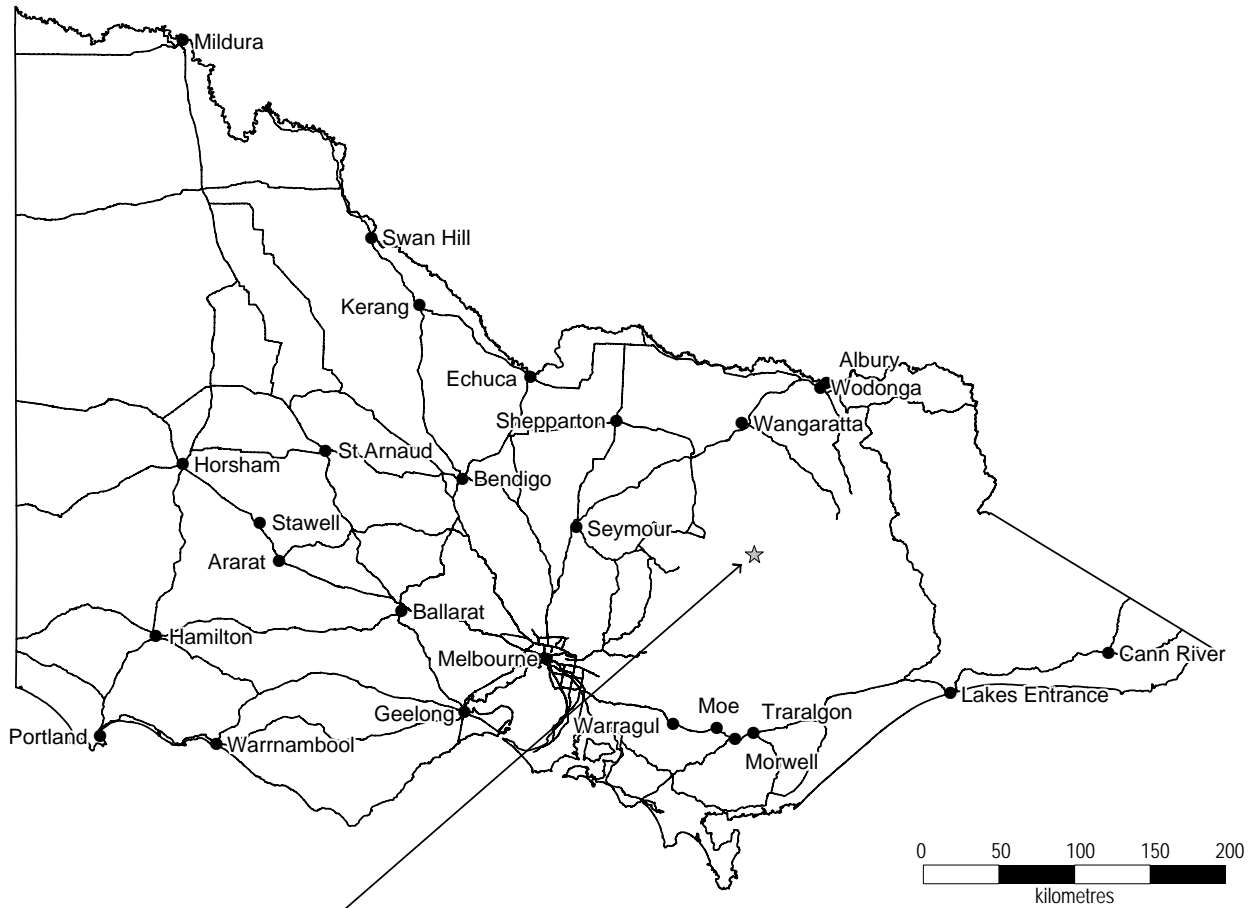 Mildura
Swan Hill
Kerang
Albury
Echuca
Wodonga
Shepparton
Wangaratta
St.Arnaud
Horsham
Bendigo
Stawell
Seymour
Ararat
Ballarat
Hamilton
Melbourne
Cann River
Lakes Entrance
Geelong
Moe
Traralgon
Warragul
Portland
Warrnambool
Morwell
0 50 100 150 200
kilometres